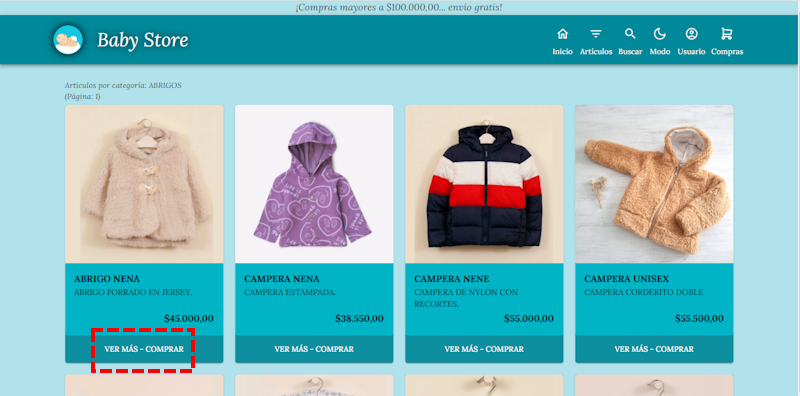 ¡Compras mayores a $100.000,00... envío gratis!
Baby Store
Inicio Artículos Buscar Modo Usuario Compras
Artículos por categoría: ABRIGOS
(Página: 1)
ABRIGO NENA
ABRIGO FORRADO EN JERSEY.
$45.000,00
VER MÁS - COMPRAR
CAMPERA NENA
CAMPERA ESTAMPADA.
$38.550,00
VER MÁS - COMPRAR
CAMPERA NENE
CAMPERA DE NYLON CON
RECORTES.
$55.000,00
VER MÁS - COMPRAR
CAMPERA UNISEX
CAMPERA CORDERITO DOBLE
$55.500,00
VER MÁS - COMPRAR